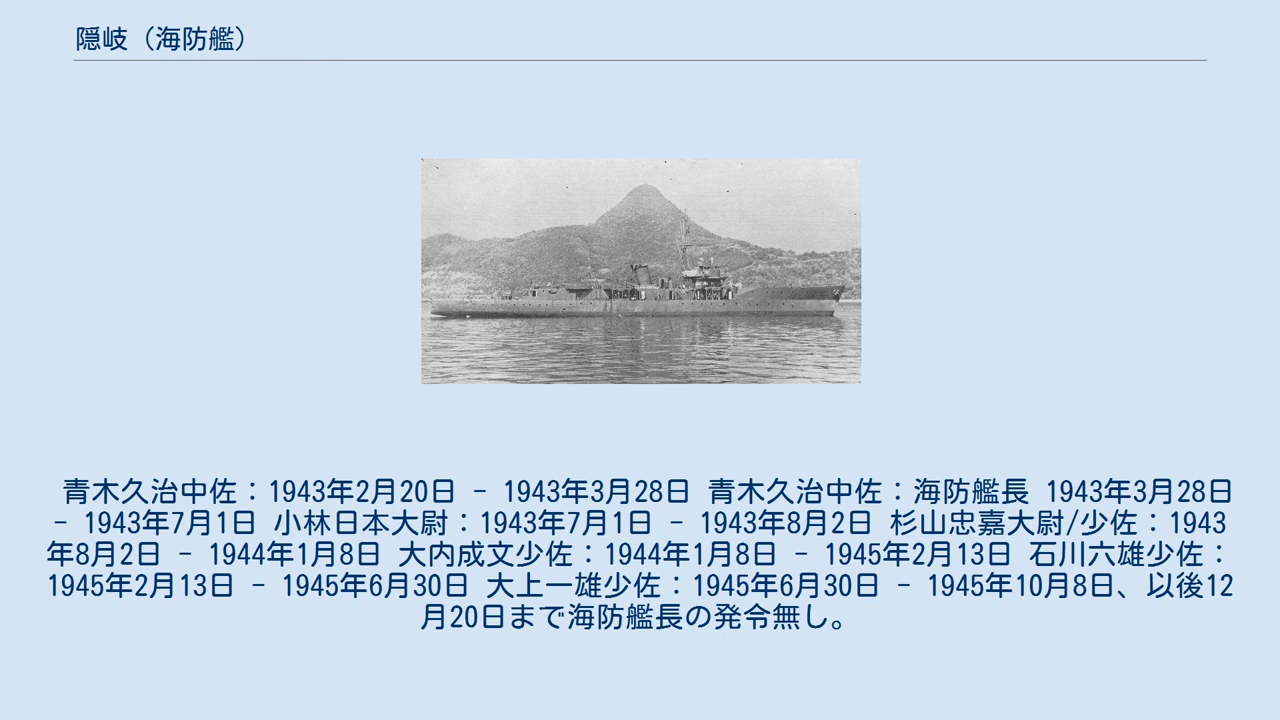 隠岐（海防艦）
青木久治中佐：1943年2月20日 - 1943年3月28日 青木久治中佐：海防艦長 1943年3月28日
- 1943年7月1日 小林日本大尉：1943年7月1日 - 1943年8月2日 杉山忠嘉大尉/少佐：1943
年8月2日 - 1944年1月8日 大内成文少佐：1944年1月8日 - 1945年2月13日 石川六雄少佐：
1945年2月13日 - 1945年6月30日 大上一雄少佐：1945年6月30日 - 1945年10月8日、以後12
月20日まで海防艦長の発令無し。